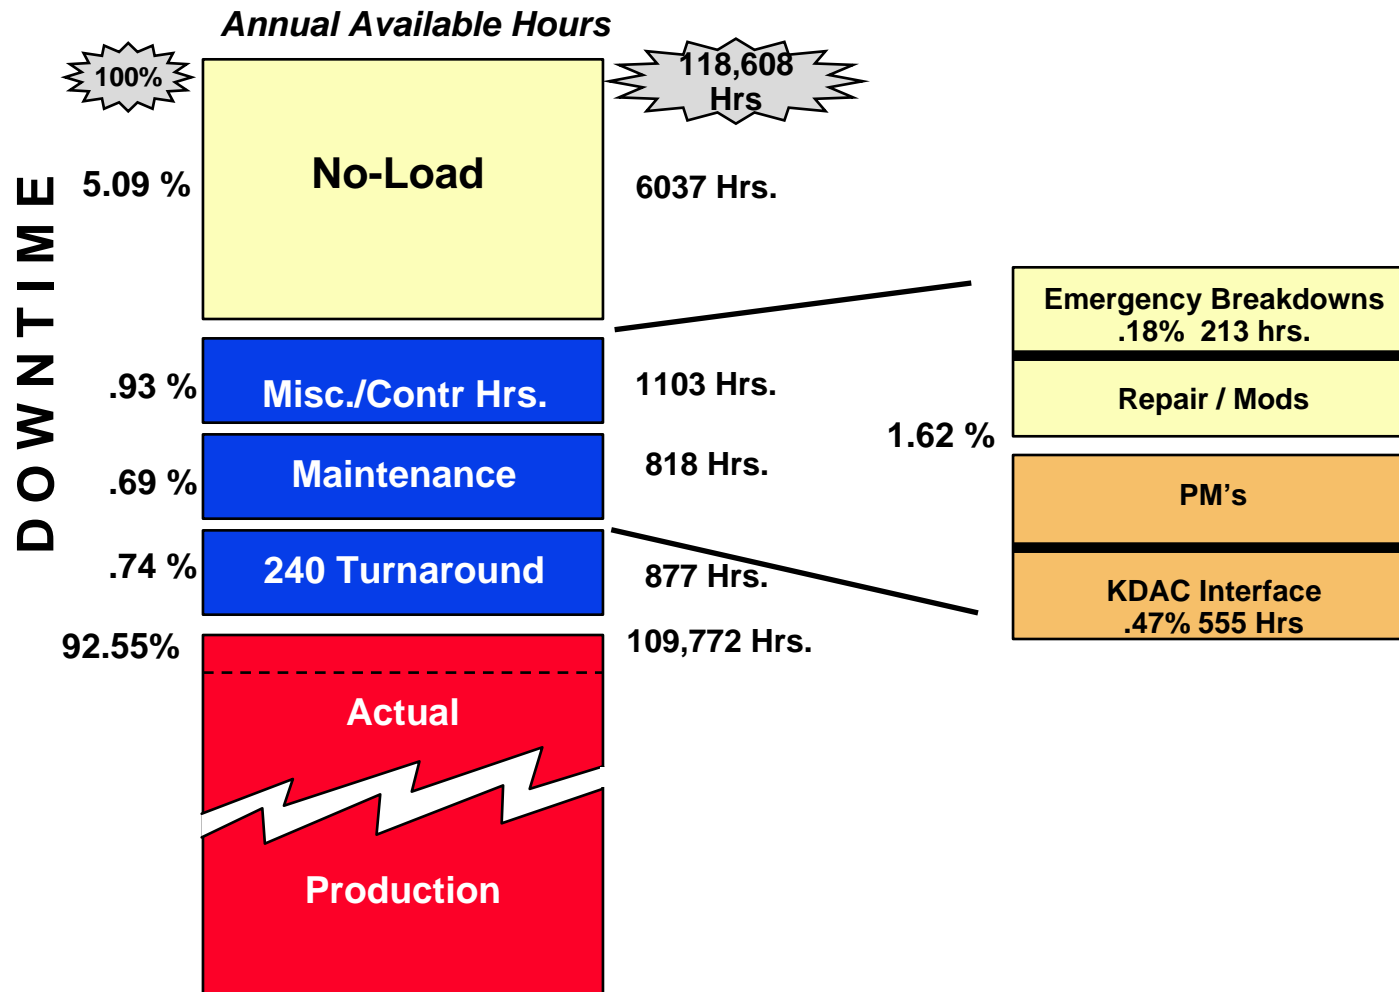 Annual Available Hours
100%
118,608
Hrs
DOWNTIME
5.09 %
No-Load
6037 Hrs.
.93 %
Misc./Contr Hrs.
1103 Hrs.
.69 %
Maintenance
818 Hrs.
.74 %
240 Turnaround
877 Hrs.
92.55%
109,772 Hrs.
Actual
Production
1.62 %
Emergency Breakdowns
.18%  213 hrs.
Repair / Mods
PM’s
KDAC Interface
.47% 555 Hrs